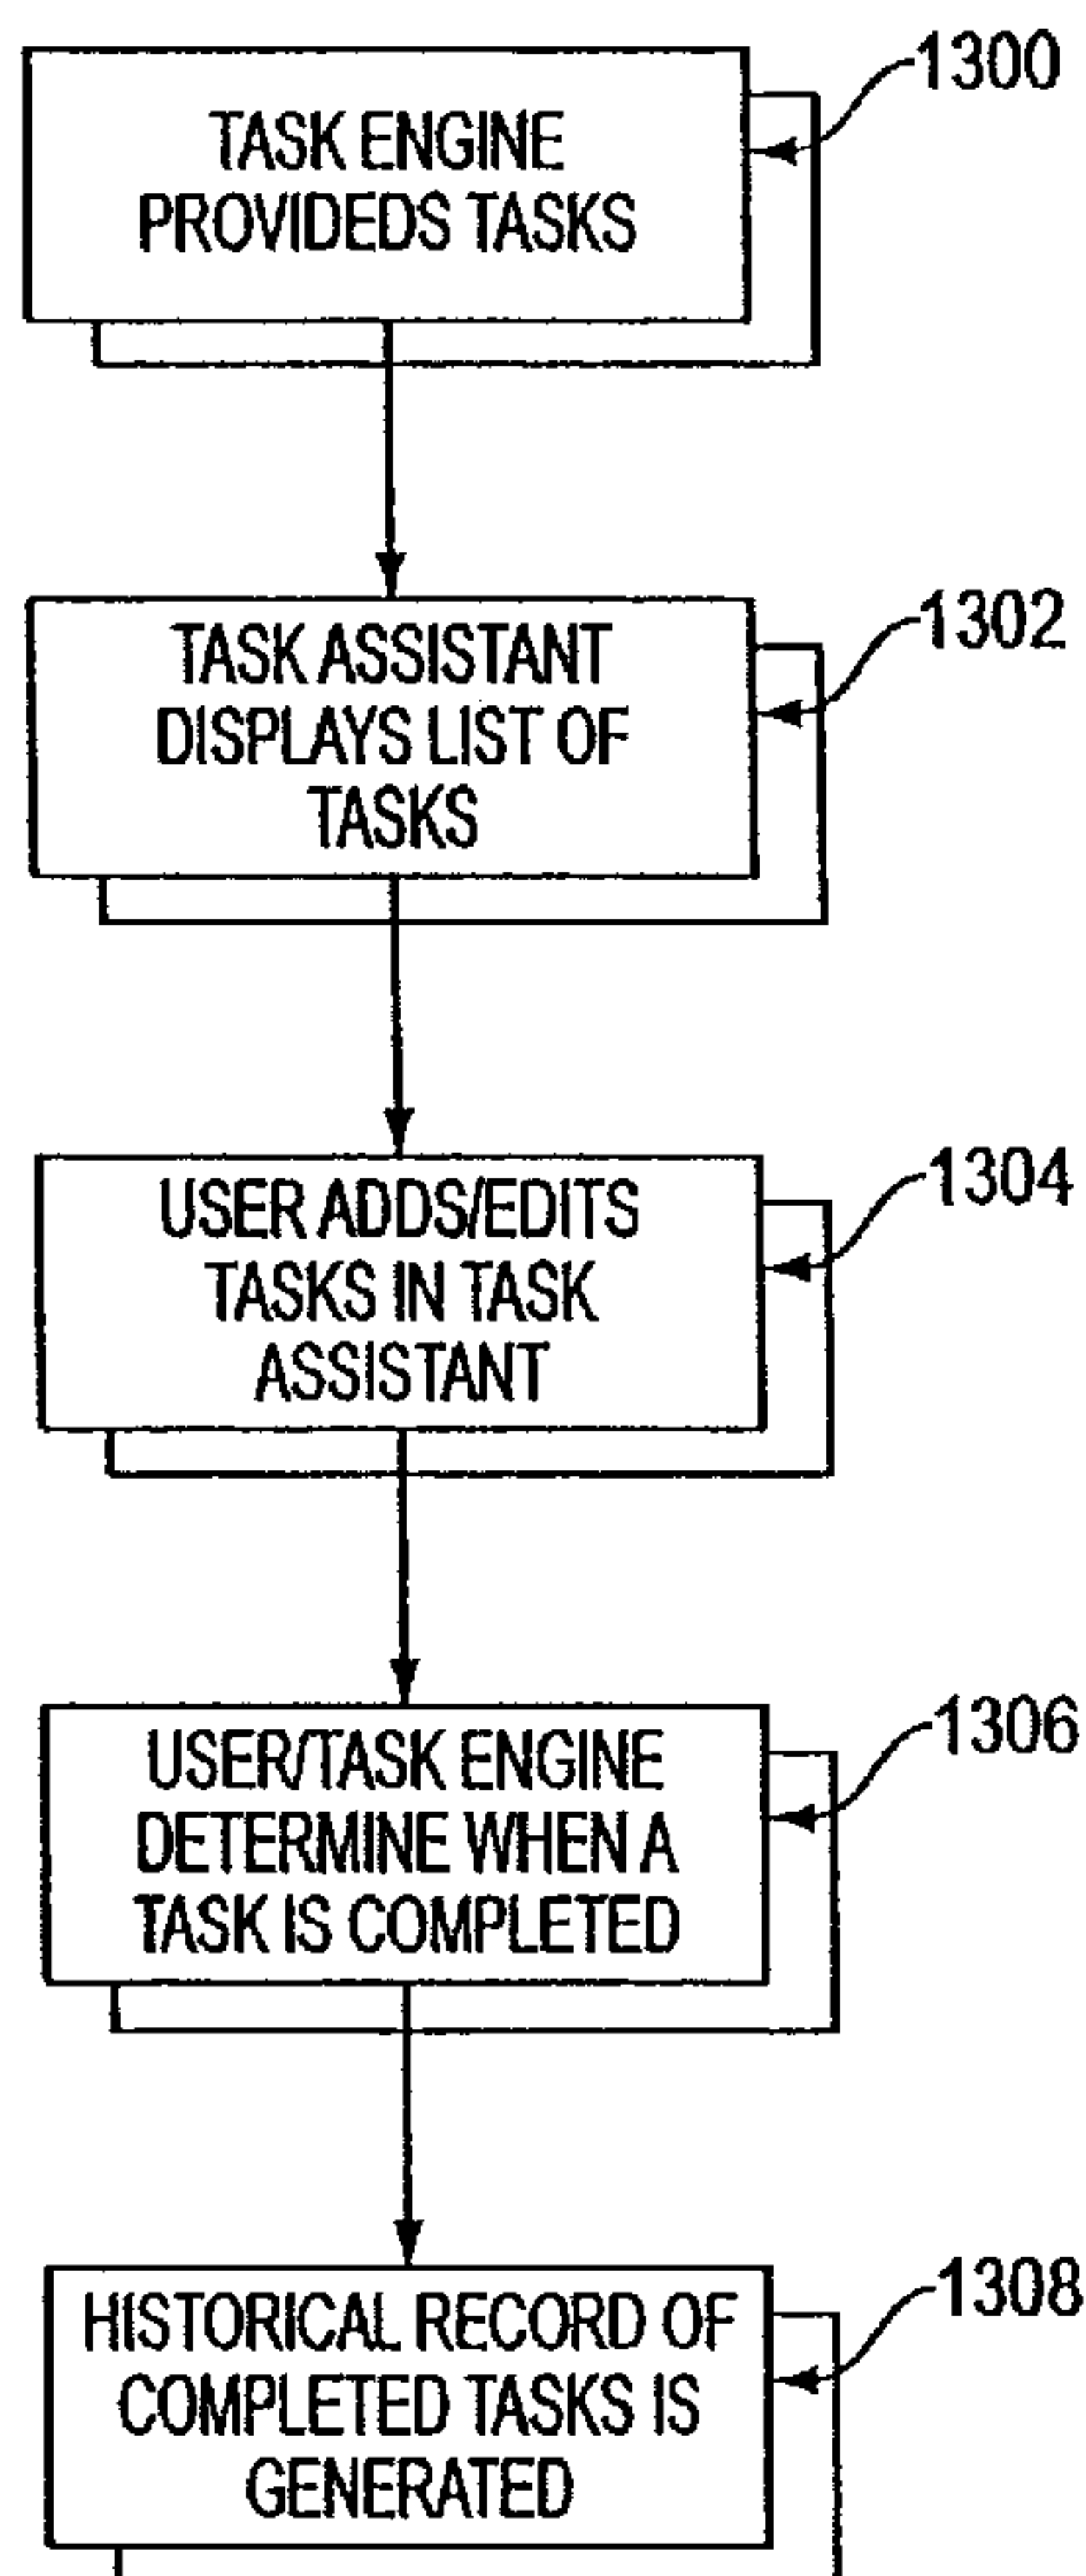 1300
TASK ENGINE
PROVIDEDS TASKS
1302
TASK ASSISTANT
DISPLAYS LIST OF
TASKS
1304
USER ADDS/EDITS
TASKS IN TASK
ASSISTANT
1306
USER/TASK ENGINE
DETERMINE WHEN A
TASK IS COMPLETED
1308
HISTORICAL RECORD OF
COMPLETED TASKS IS
GENERATED